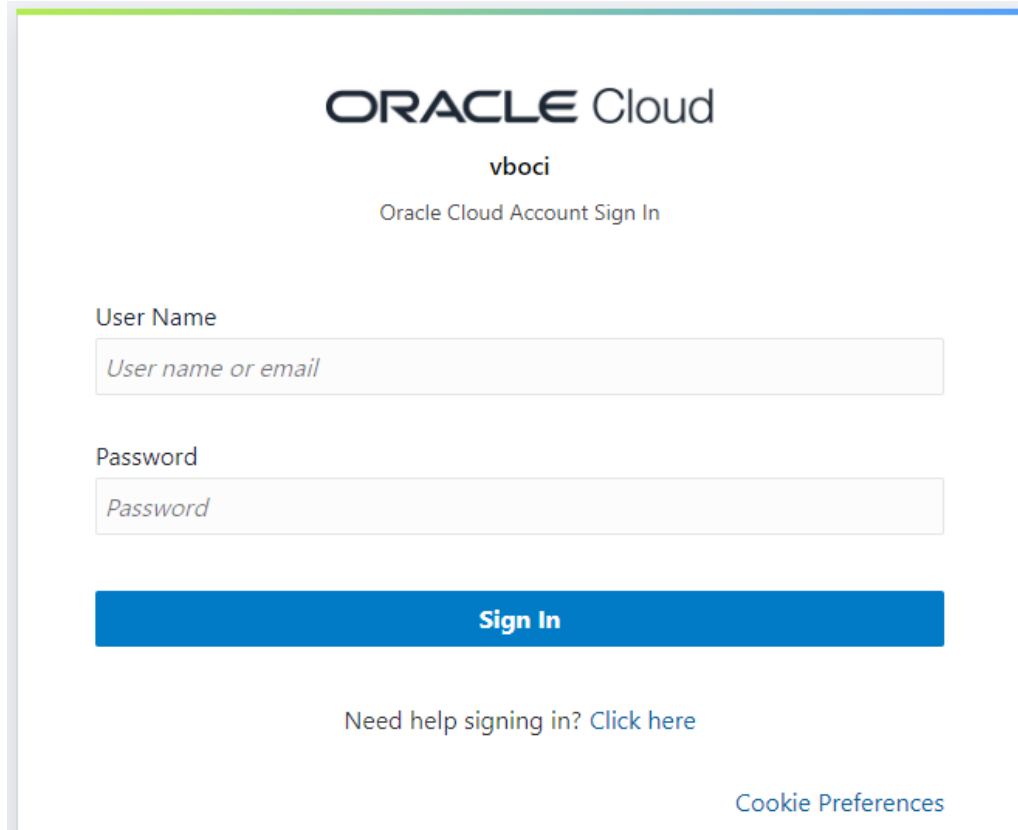 ORACLE Cloud
vboci
Oracle Cloud Account Sign In
User Name
User name or email
Password
Password
Sign In
Need help signing in? Click here
Cookie Preferences